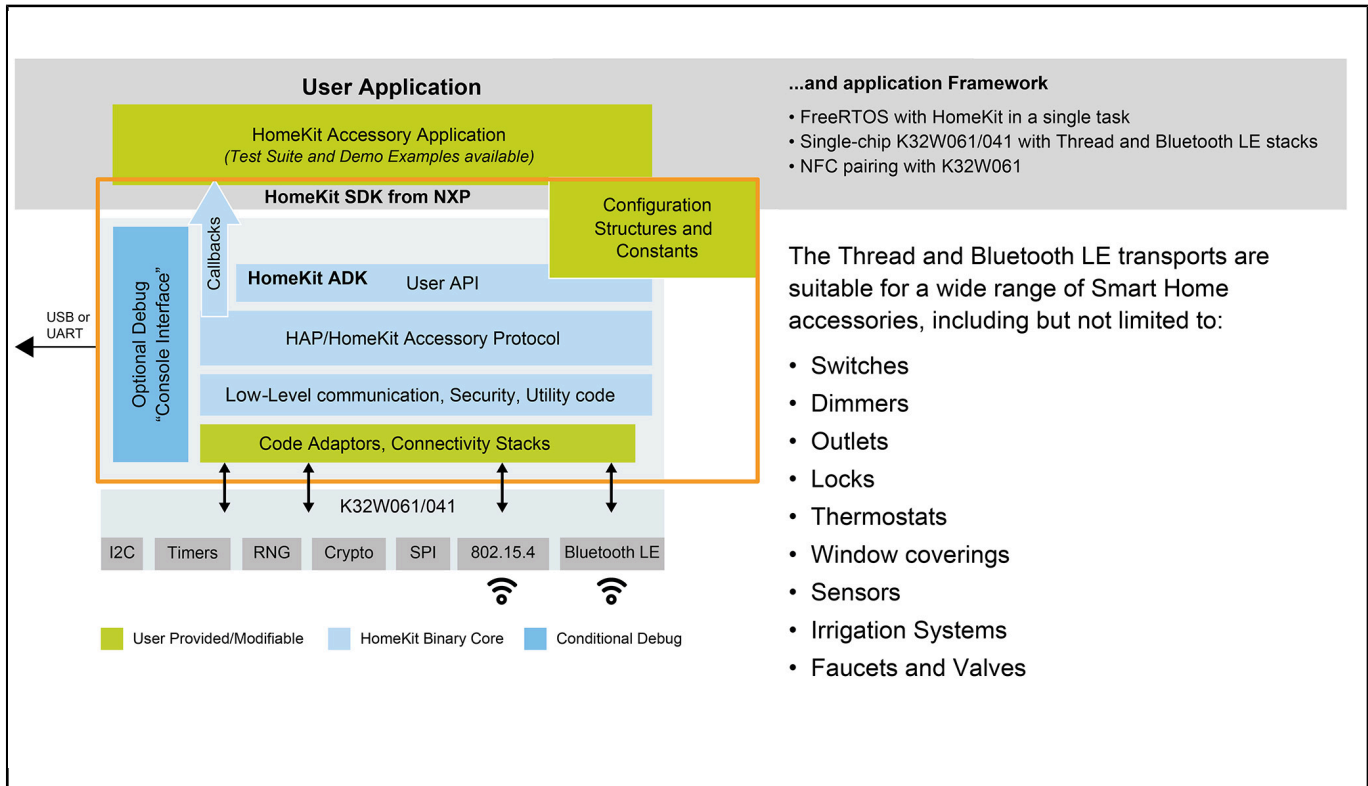 User Application
HomeKit Accessory Application
(Test Suite and Demo Examples available)
...and application Framework
• FreeRTOS with HomeKit in a single task
• Single-chip K32W061/041 with Thread and Bluetooth LE stacks
• NFC pairing with K32W061
HomeKit SDK from NXP
Configuration
Structures and
Constants
Callbacks
HomeKit ADK
User API
HAP/HomeKit Accessory Protocol
Low-Level communication, Security, Utility code
Code Adaptors, Connectivity Stacks
Optional Debug
“Console Interface”
USB or
UART
K32W061/041
I2C
Timers
RNG
Crypto
SPI
802.15.4
Bluetooth LE
User Provided/Modifiable
HomeKit Binary Core
Conditional Debug
The Thread and Bluetooth LE transports are
suitable for a wide range of Smart Home
accessories, including but not limited to:
• Switches
• Dimmers
• Outlets
• Locks
• Thermostats
• Window coverings
• Sensors
• Irrigation Systems
• Faucets and Valves